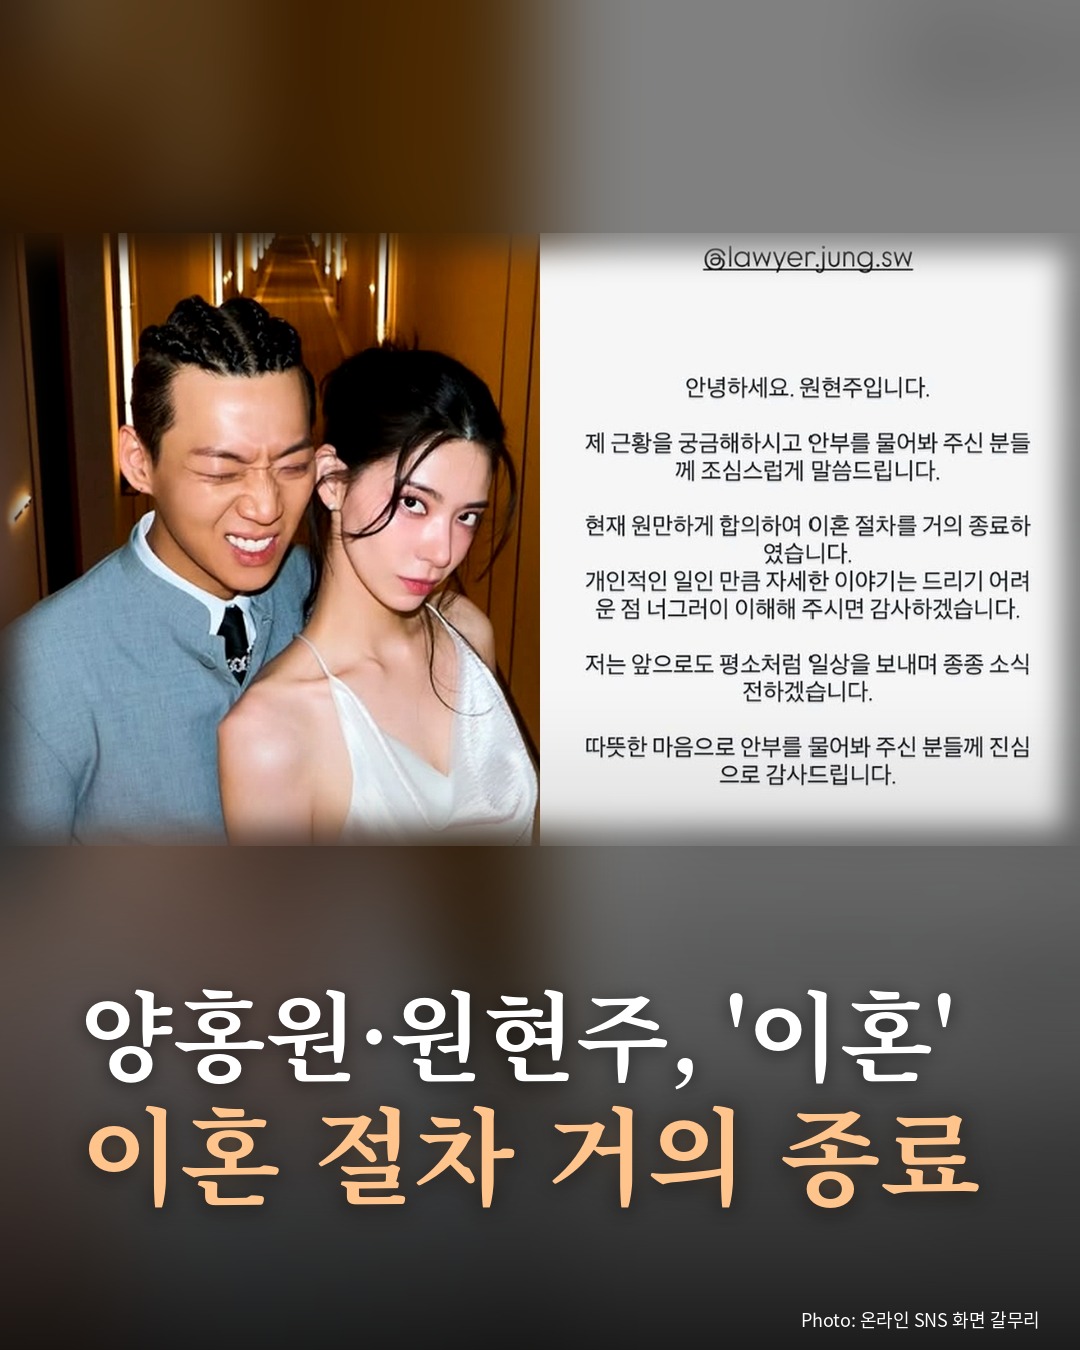 @lawyer.jung.sw
안녕하세요. 원현주입니다.
제 근황을 궁금해하시고 안부를 물어봐 주신 분들
께 조심스럽게 말씀드립니다.
현재 원만하게 합의하여 이혼 절차를 거의 종료하
였습니다.
개인적인 일인 만큼 자세한 이야기는 드리기 어려
운 점 너그러이 이해해 주시면 감사하겠습니다.
저는 앞으로도 평소처럼 일상을 보내며 종종 소식
전하겠습니다.
따뜻한 마음으로 안부를 물어봐 주신 분들께 진심
으로 감사드립니다.
양홍원·원현주, '이혼'
이혼 절차 거의 종료
Photo: 온라인 SNS 화면 갈무리